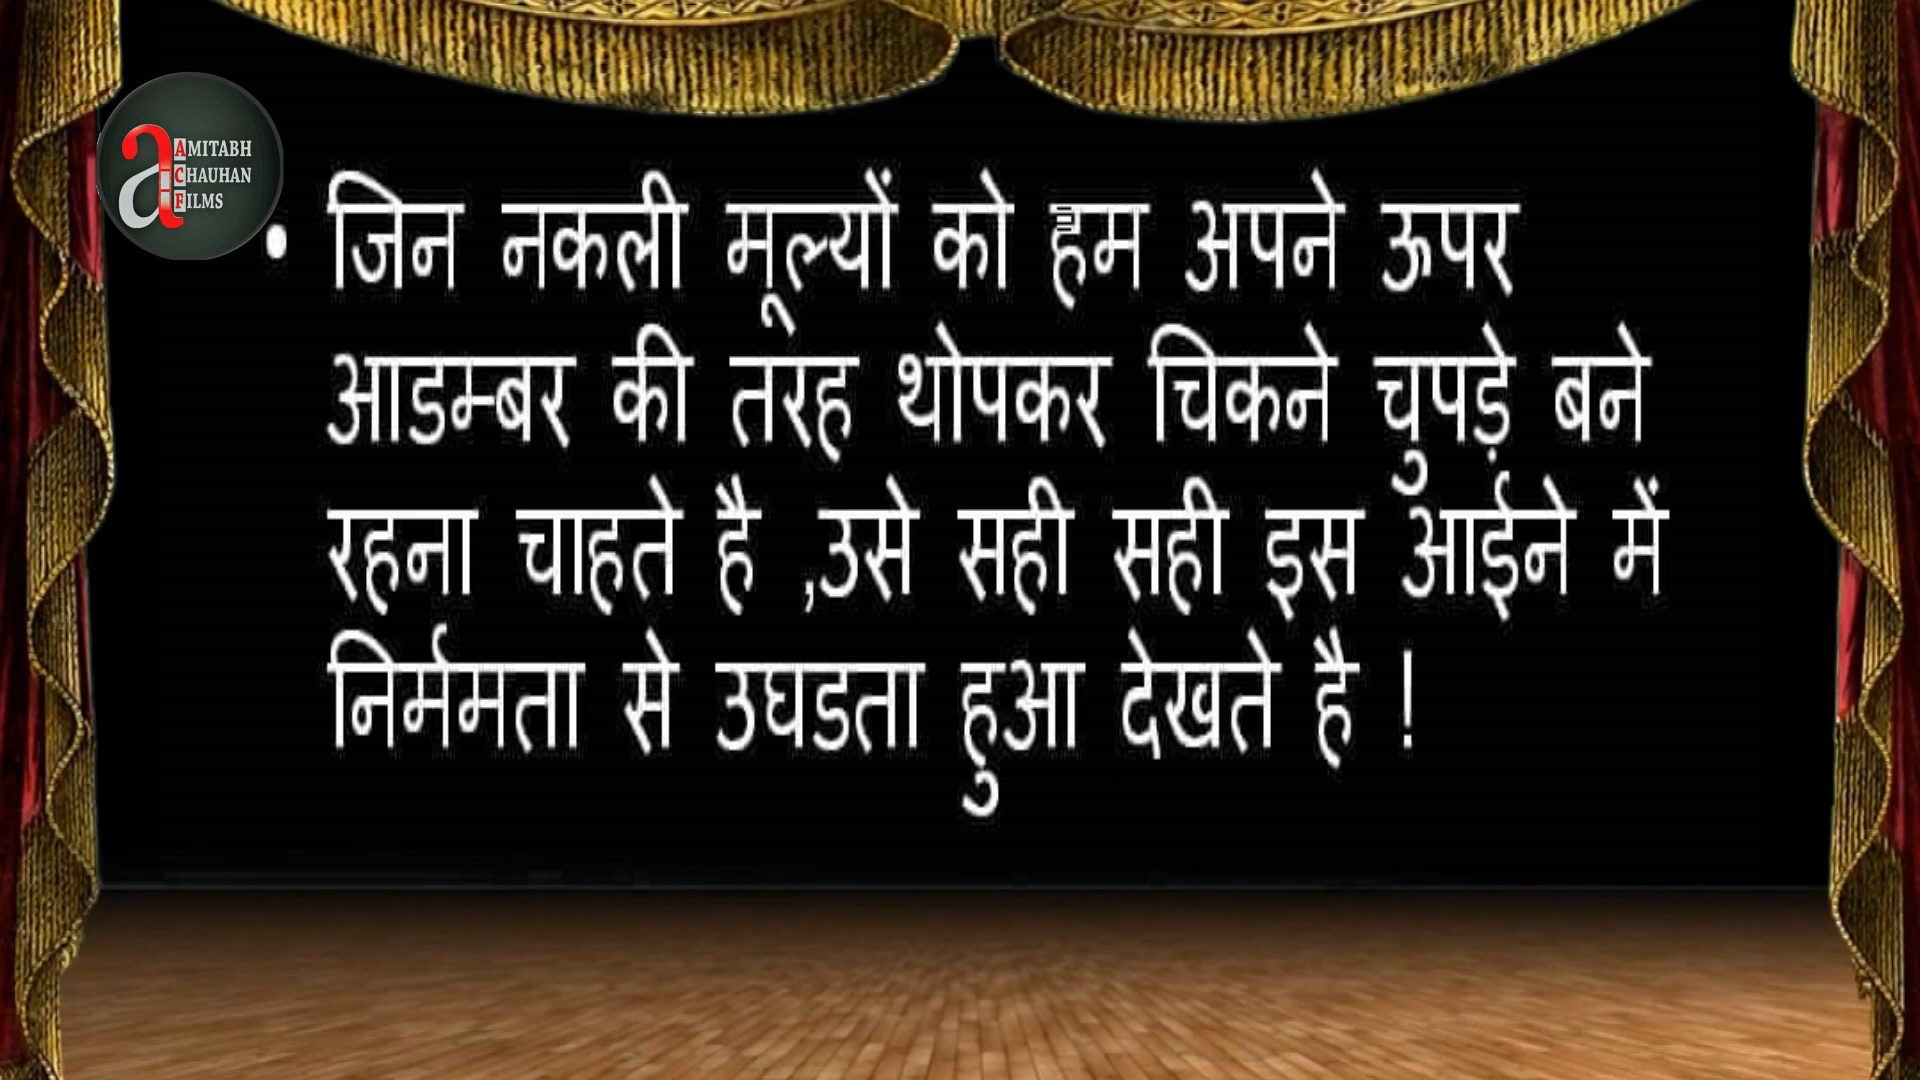 AMITABH
CHAUHAN
FILMS
• जिन नकली मूल्यों को हम अपने ऊपर
आडम्बर की तरह थोपकर चिकने चुपड़े बने
रहना चाहते है ,उसे सही सही इस आईने में
निर्ममता से उघडता हुआ देखते है !